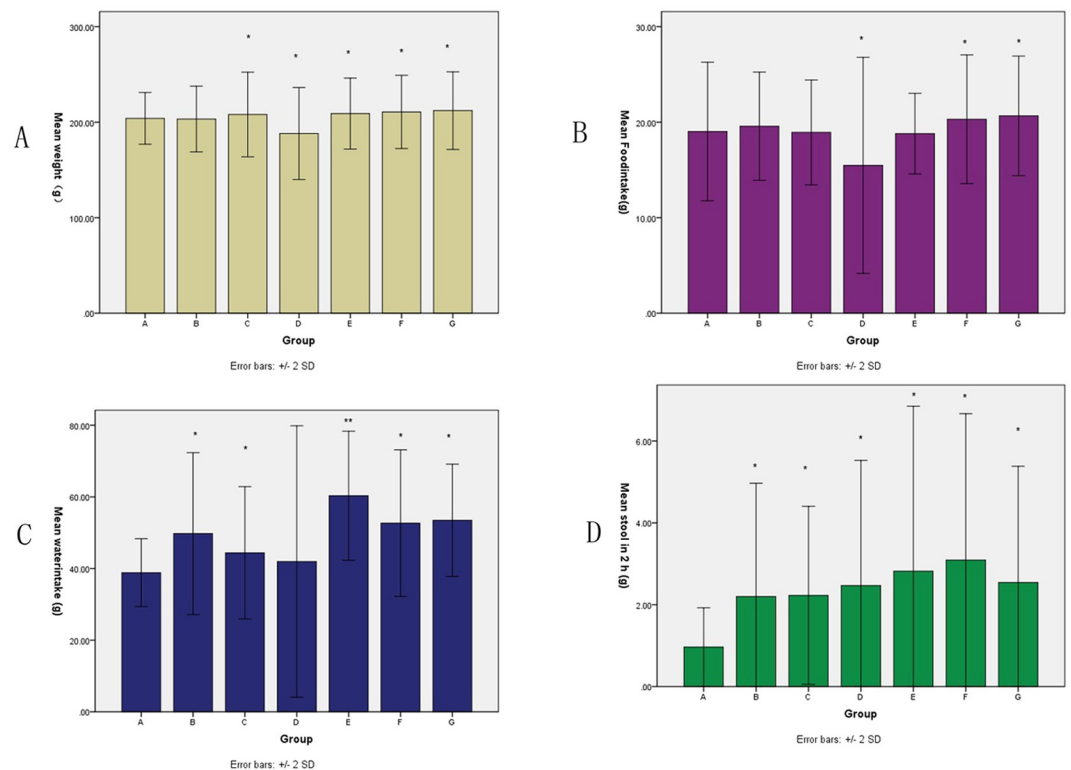 A
Mean weight (g)
300.00
200.00
100.00
.00
* * * * *
A B C D E F G
Group
Error bars: +/- 2 SD
B
Mean Foodintake(g)
30.00
20.00
10.00
.00
* * *
A B C D E F G
Group
Error bars: +/- 2 SD
C
Mean waterintake (g)
80.00
60.00
40.00
20.00
.00
* * ** * *
A B C D E F G
Group
Error bars: +/- 2 SD
D
Mean stool in 2 h (g)
6.00
4.00
2.00
.00
* * * * * *
A B C D E F G
Group
Error bars: +/- 2 SD